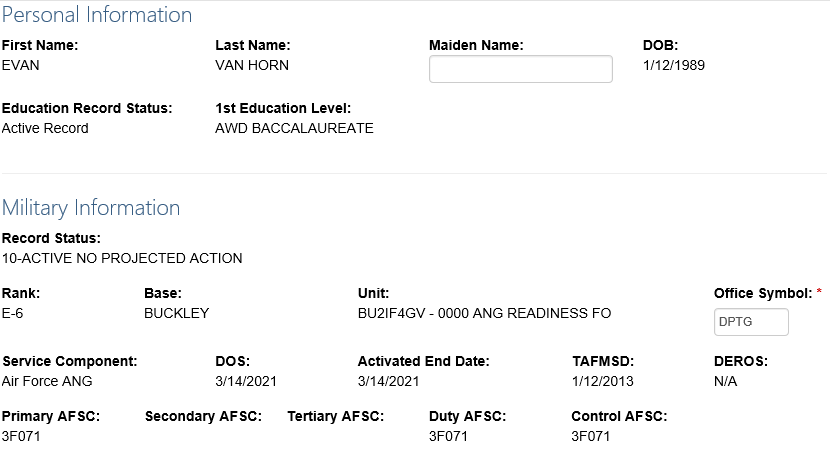 Personal Information
First Name: Last Name: Maiden Name: DOB:
EVAN VAN HORN 1/12/1989
Education Record Status: 1st Education Level:
Active Record AWD BACCALAUREATE
Military Information
Record Status:
10-ACTIVE NO PROJECTED ACTION
Rank: Base: Unit: Office Symbol: *
E-6 BUCKLEY BU2IF4GV - 0000 ANG READINESS FO DPTG
Service Component: DOS: Activated End Date: TAFMSD: DEROS:
Air Force ANG 3/14/2021 3/14/2021 1/12/2013 N/A
Primary AFSC: Secondary AFSC: Tertiary AFSC: Duty AFSC: Control AFSC:
3F071 3F071 3F071